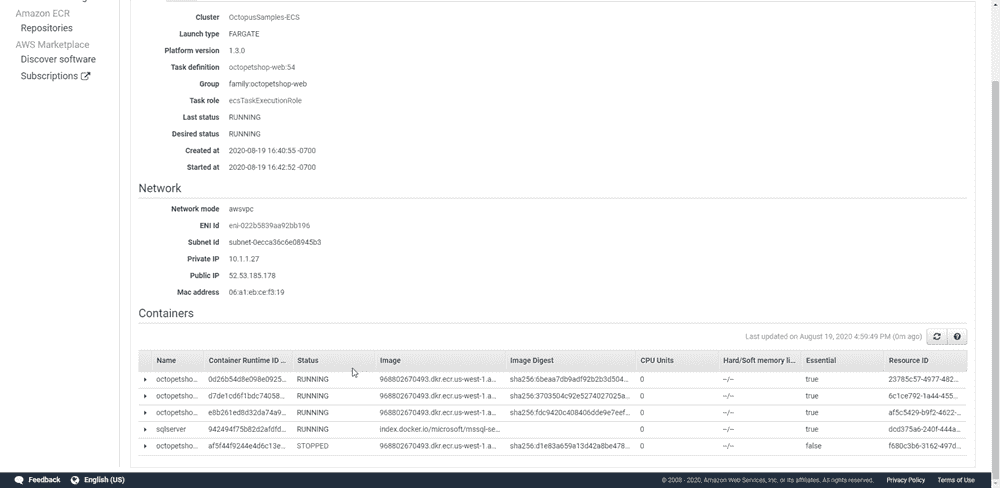 Amazon ECR
Repositories
AWS Marketplace
Discover software
Subscriptions
Cluster OctopusSamples-ECS
Launch type FARGATE
Platform version 1.3.0
Task definition octopetshop-web:54
Group family:octopetshop-web
Task role ecsTaskExecutionRole
Last status RUNNING
Desired status RUNNING
Created at 2020-08-19 16:40:55 -0700
Started at 2020-08-19 16:42:52 -0700
Network
Network mode awsvpc
ENI Id eni-022b5839aa92bb196
Subnet Id subnet-0ecca36c6e08945b3
Private IP 10.1.1.27
Public IP 52.53.185.178
Mac address 06:a1:eb:ce:f3:19
Containers
Last updated on August 19, 2020 4:59:49 PM (0m ago)
Name Container Runtime ID ... Status Image Image Digest CPU Units Hard/Soft memory li... Essential Resource ID
octopetsho... 0d26b54d8e098e0925... RUNNING 968802670493.dkr.ecr.us-west-1.a... sha256:6beaa7db9adf92b2b3d504... 0 --/-- true 23785c57-4977-482...
octopetsho... d7de1cd6f1bdc74058... RUNNING 968802670493.dkr.ecr.us-west-1.a... sha256:3703504c92e5274027025a... 0 --/-- true 6c1ce792-1a44-455...
octopetsho... e8b261ed8d32da74a9... RUNNING 968802670493.dkr.ecr.us-west-1.a... sha256:fdc9420c408406dde9e7eef... 0 --/-- true af5c5429-b9f2-4622-...
sqlserver 942494f75b82d2afdfd... RUNNING index.docker.io/microsoft/mssql-se... 0 --/-- true dcd375a6-240f-444a...
octopetsho... af5f44f9244e4d6c13e... STOPPED 968802670493.dkr.ecr.us-west-1.a... sha256:d1e83a659a13d42a8be478... 0 --/-- false f680c3b6-3162-497d...
Feedback English (US) © 2008 - 2020, Amazon Web Services, Inc. or its affiliates. All rights reserved. Privacy Policy Terms of Use